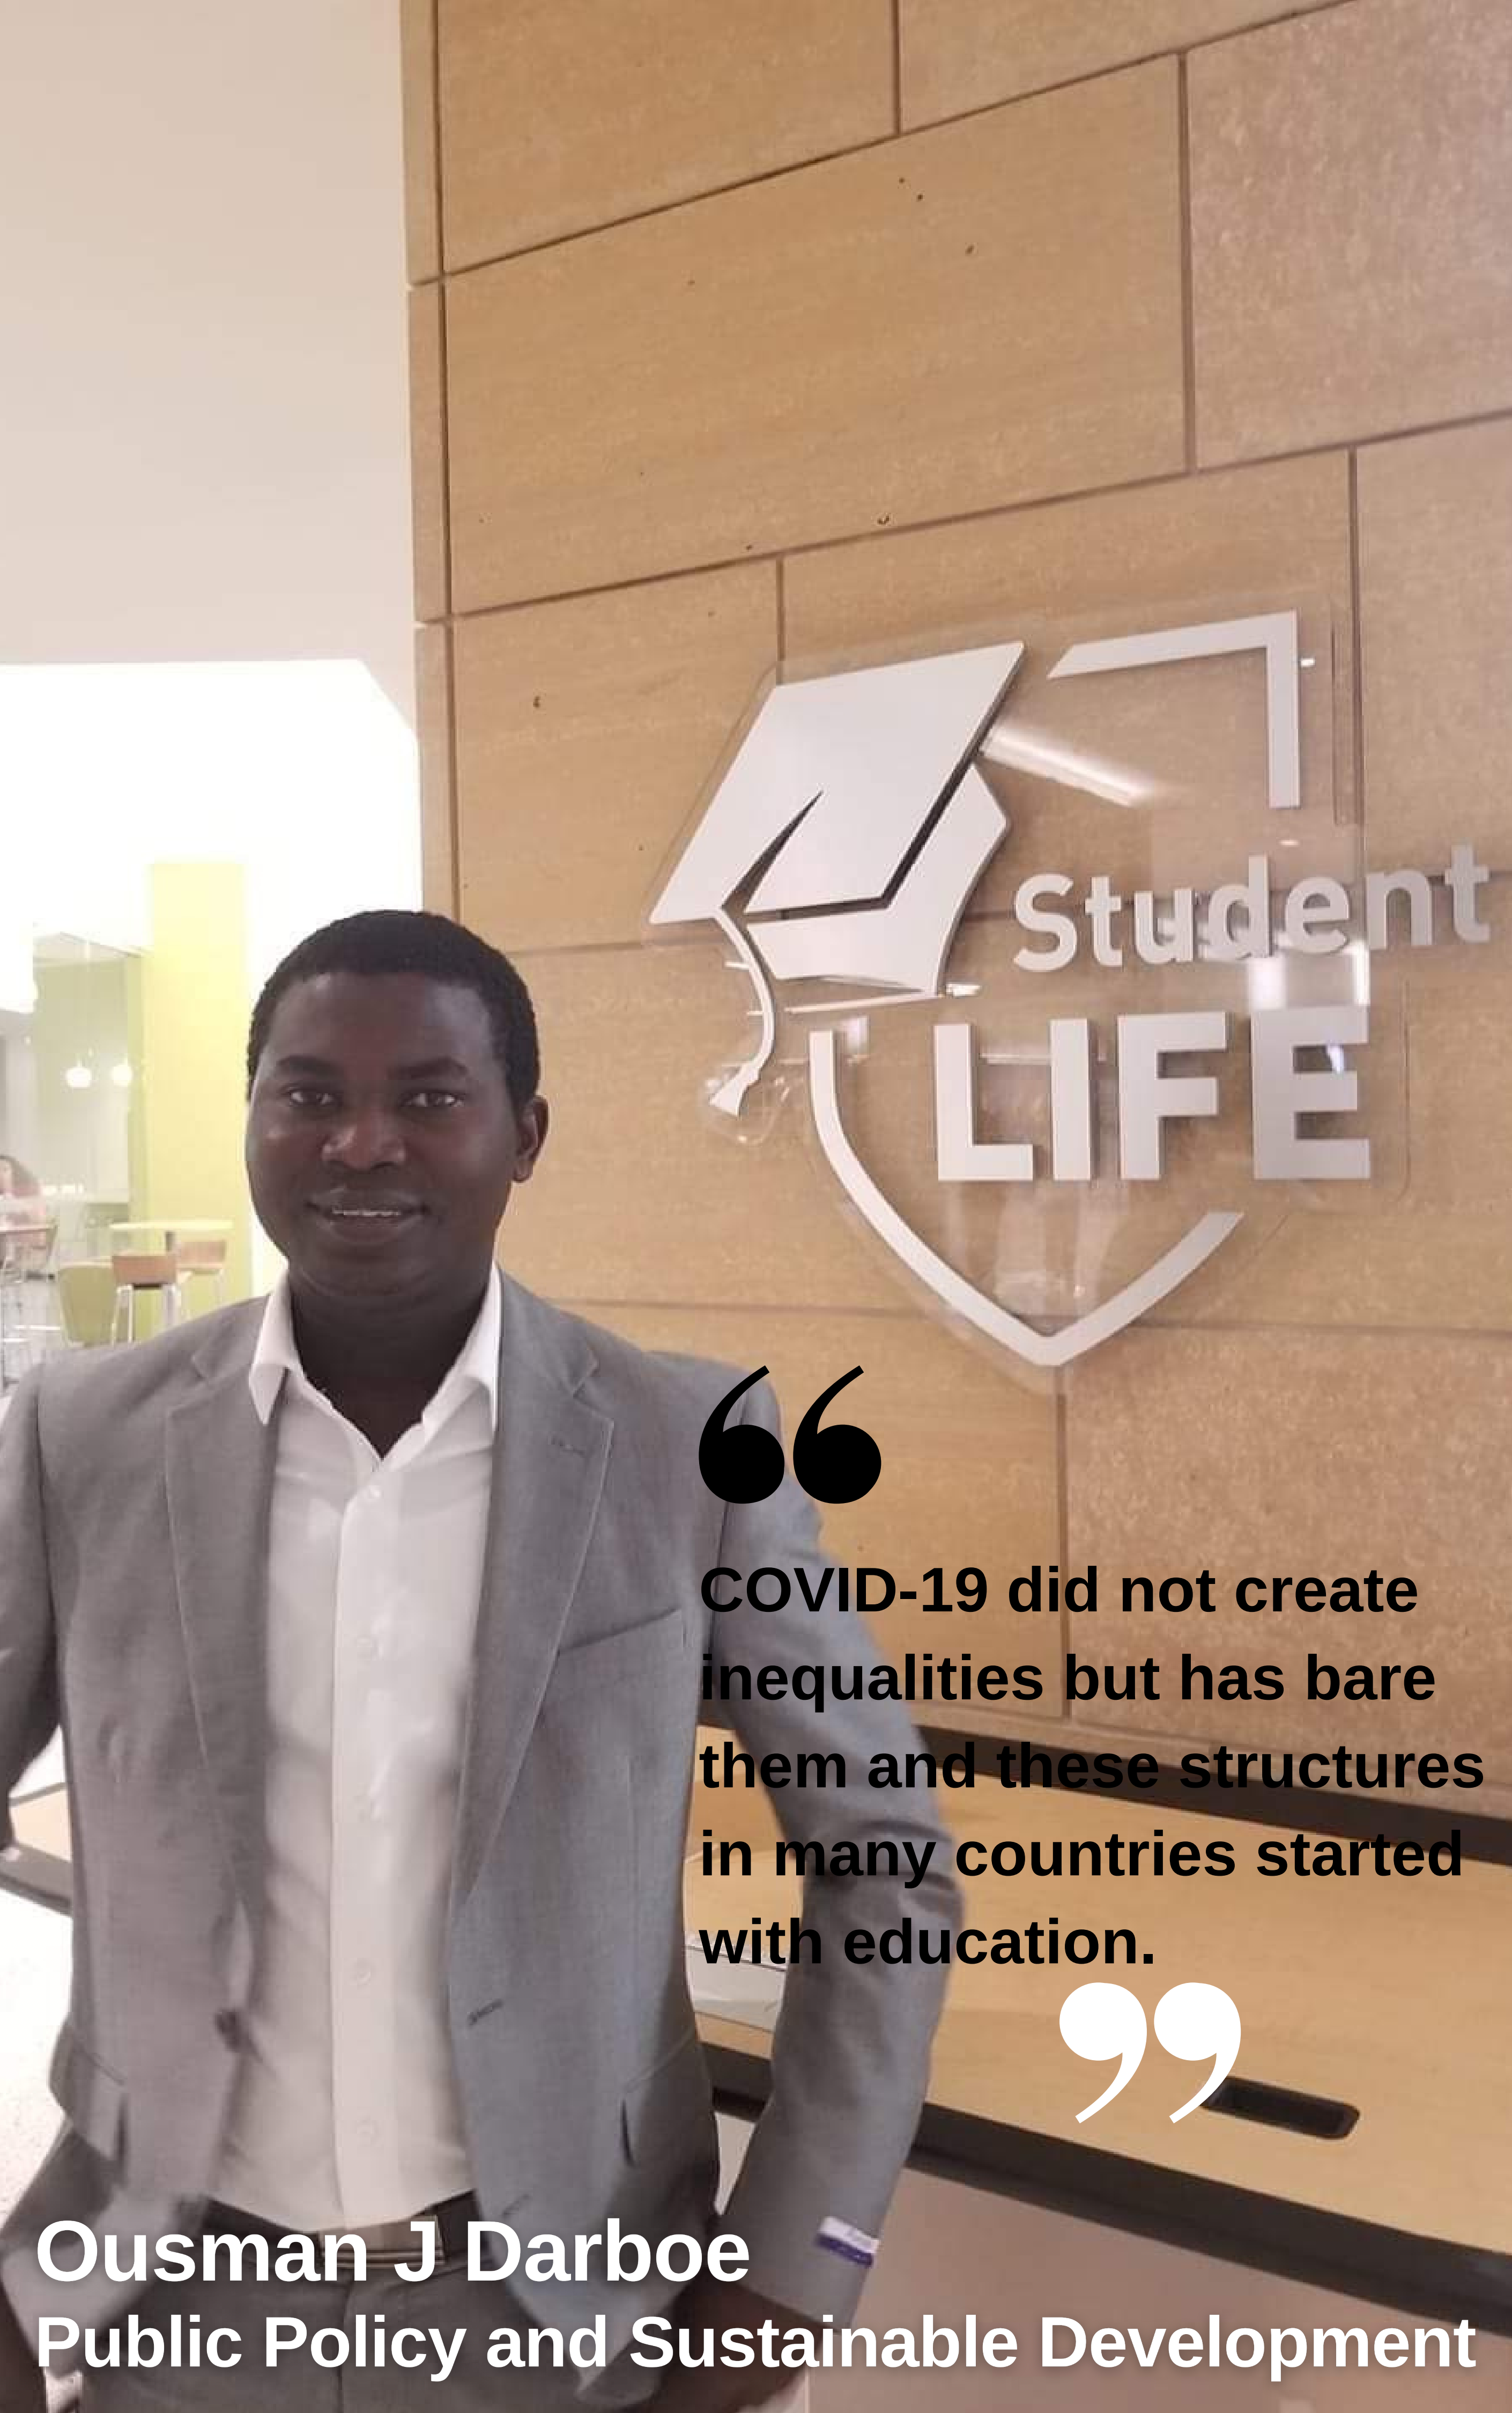 Student
LIFE
“
COVID-19 did not create
inequalities but has bare
them and these structures
in many countries started
with education.
”
Ousman J Darboe
Public Policy and Sustainable Development